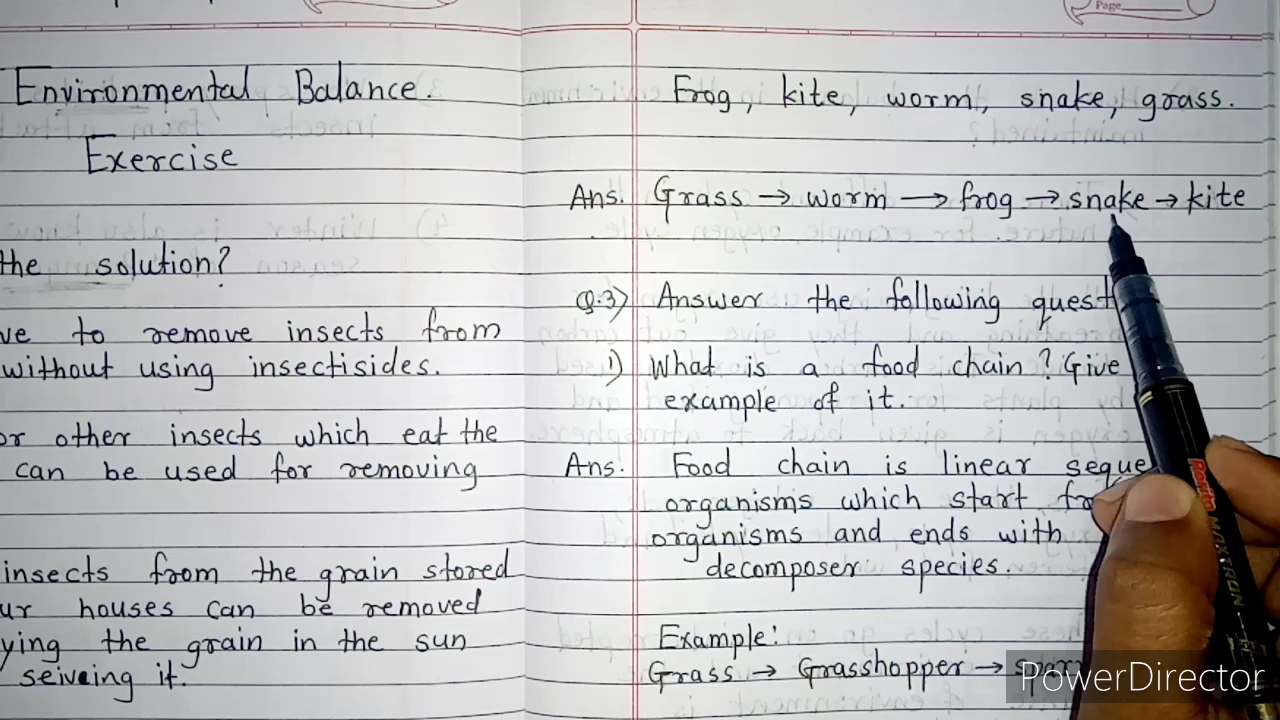 Page
Environmental Balance.
Exercise
the solution?
ve to remove insects from
without using insectisides.
or other insects which eat the
can be used for removing
insects from the grain stored
ur houses can be removed
ying the grain in the sun
seiveing it.
Frog, kite, worm, snake, grass.
Ans. Grass → worm → frog → snake → kite
Q.3) Answer the following quest
i) What is a food chain? Give
example of it.
Ans. Food chain is linear seque
organisms which start fro
organisms and ends with
decomposer species.
Example:
Grass → Grasshopper → sparr
PowerDirector